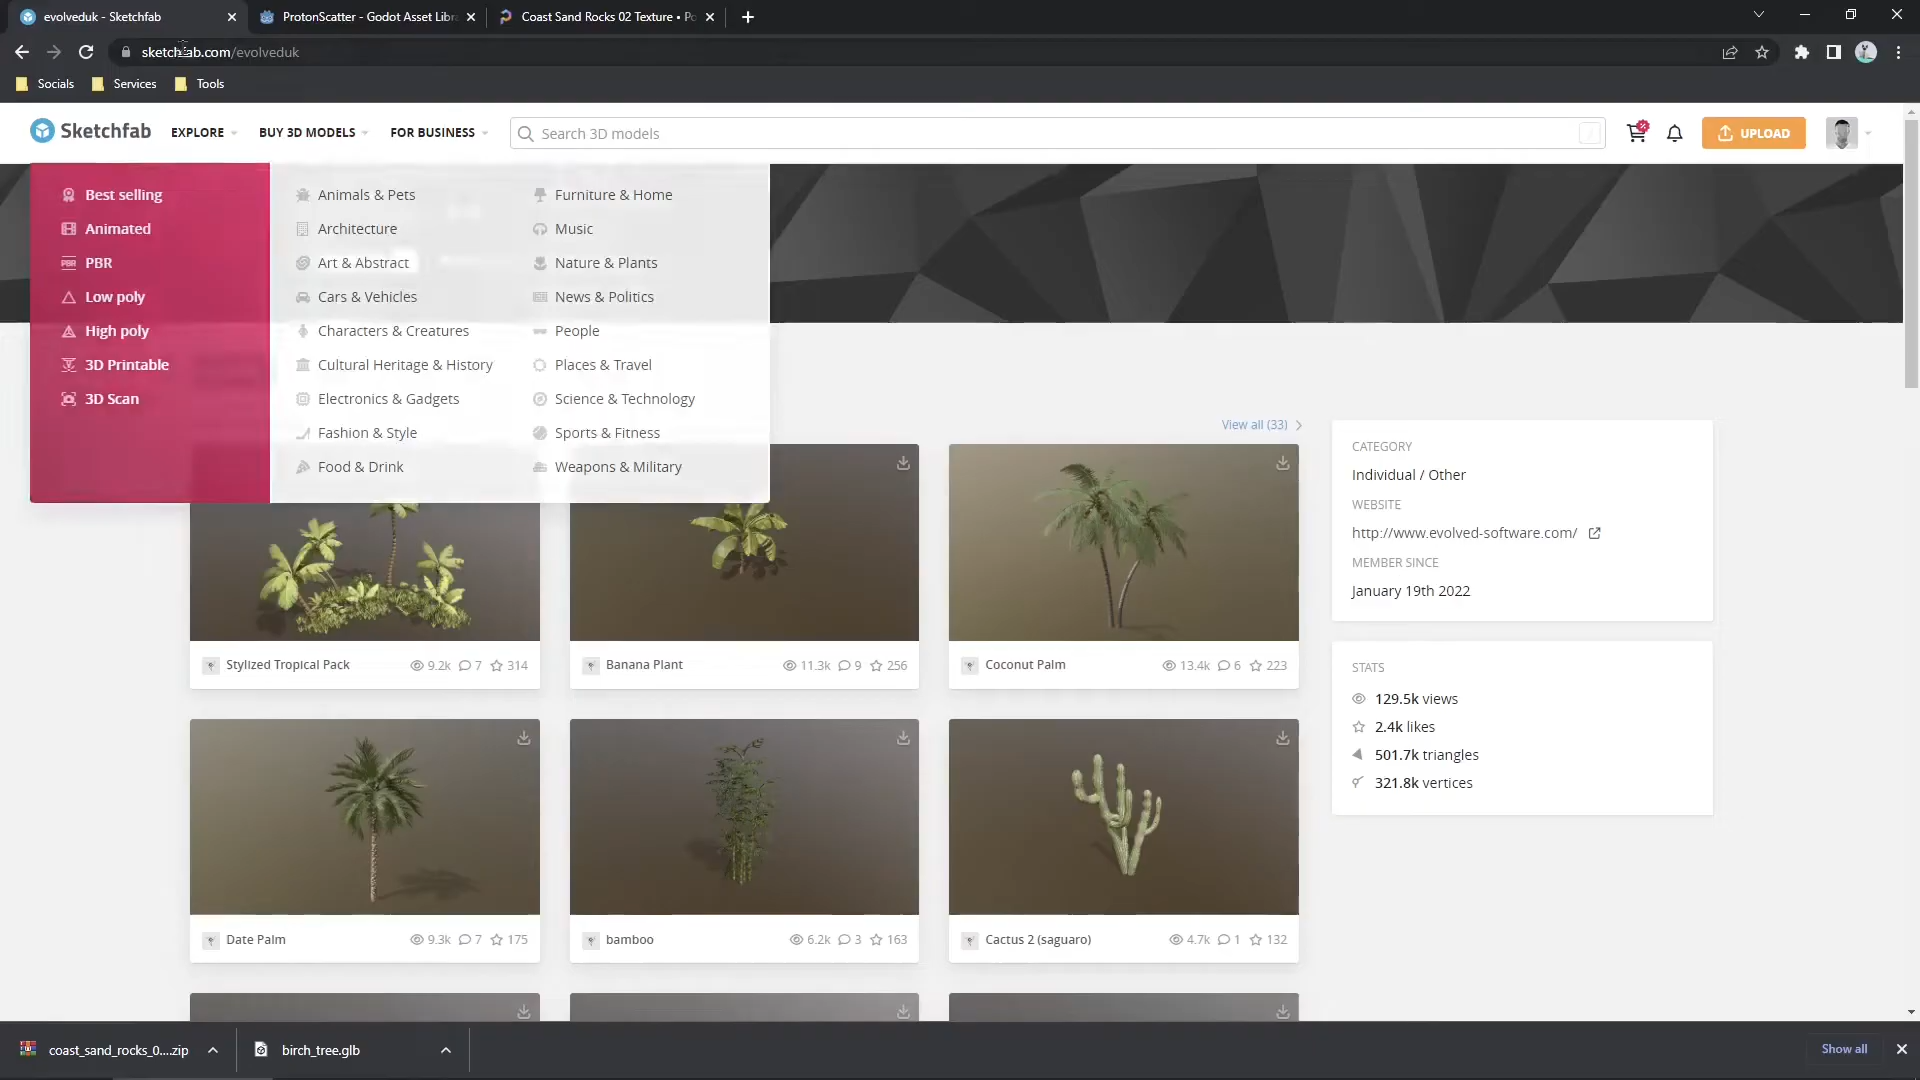 evolveduk - Sketchfab
ProtonScatter - Godot Asset Libra
Coast Sand Rocks 02 Texture • Po
sketchfab.com/evolveduk
Socials
Services
Tools
Sketchfab
EXPLORE
BUY 3D MODELS
FOR BUSINESS
Search 3D models
UPLOAD
Best selling
Animated
PBR PBR
Low poly
High poly
3D Printable
3D Scan
Animals & Pets
Architecture
Art & Abstract
Cars & Vehicles
Characters & Creatures
Cultural Heritage & History
Electronics & Gadgets
Fashion & Style
Food & Drink
Furniture & Home
Music
Nature & Plants
News & Politics
People
Places & Travel
Science & Technology
Sports & Fitness
Weapons & Military
View all (33)
Stylized Tropical Pack 9.2k 7 314
Banana Plant 11.3k 9 256
Coconut Palm 13.4k 6 223
Date Palm 9.3k 7 175
bamboo 6.2k 3 163
Cactus 2 (saguaro) 4.7k 1 132
CATEGORY
Individual / Other
WEBSITE
http://www.evolved-software.com/
MEMBER SINCE
January 19th 2022
STATS
129.5k views
2.4k likes
501.7k triangles
321.8k vertices
coast_sand_rocks_0....zip
birch_tree.glb
Show all